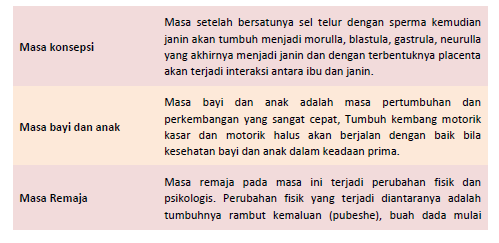 Masa konsepsi
Masa setelah bersatunya sel telur dengan sperma kemudian
janin akan tumbuh menjadi morulla, blastula, gastrula, neurulla
yang akhirnya menjadi janin dan dengan terbentuknya placenta
akan terjadi interaksi antara ibu dan janin.
Masa bayi dan anak
Masa bayi dan anak adalah masa pertumbuhan dan
perkembangan yang sangat cepat, Tumbuh kembang motorik
kasar dan motorik halus akan berjalan dengan baik bila
kesehatan bayi dan anak dalam keadaan prima.
Masa Remaja
Masa remaja pada masa ini terjadi perubahan fisik dan
psikologis. Perubahan fisik yang terjadi diantaranya adalah
tumbuhnya rambut kemaluan (pubeshe), buah dada mulai